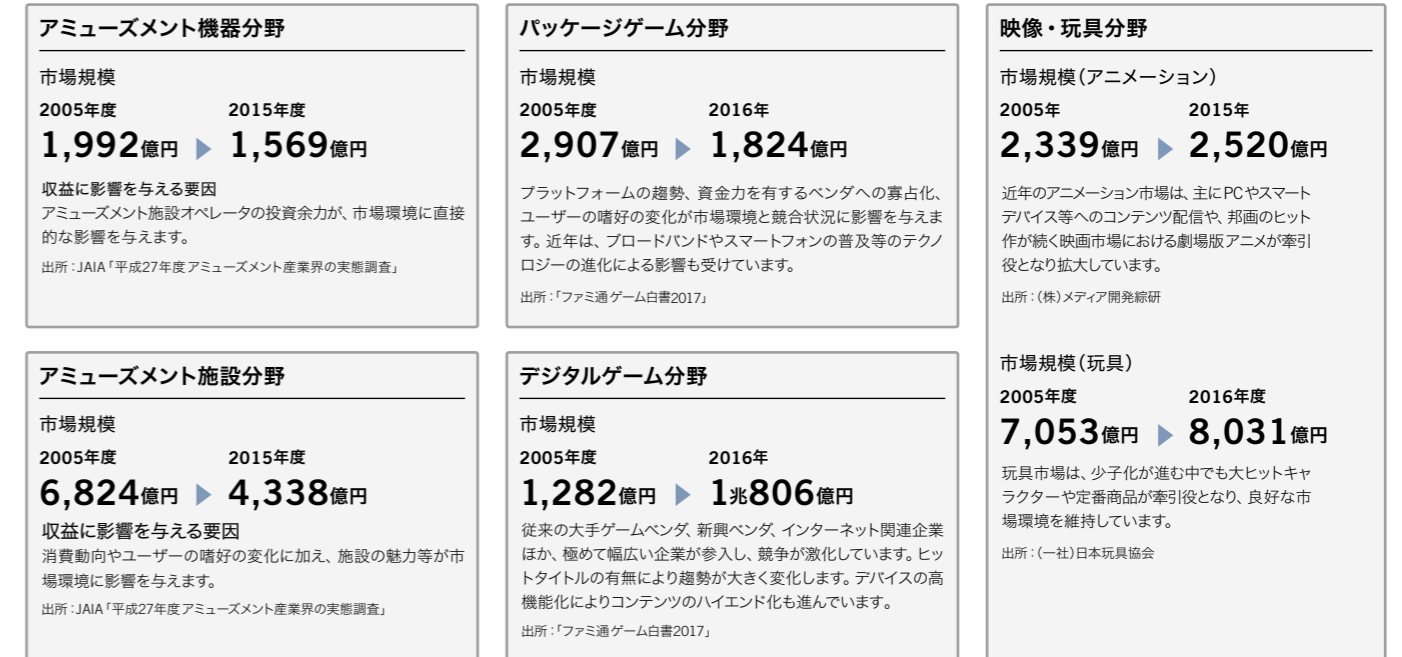 アミューズメント機器分野
市場規模
2005年度 2015年度
1,992億円 ▶ 1,569億円
収益に影響を与える要因
アミューズメント施設オペレータの投資余力が、市場環境に直接
的な影響を与えます。
出所：JAIA「平成27年度アミューズメント産業界の実態調査」
アミューズメント施設分野
市場規模
2005年度 2015年度
6,824億円 ▶ 4,338億円
収益に影響を与える要因
消費動向やユーザーの嗜好の変化に加え、施設の魅力等が市
場環境に影響を与えます。
出所：JAIA「平成27年度アミューズメント産業界の実態調査」
パッケージゲーム分野
市場規模
2005年度 2016年
2,907億円 ▶ 1,824億円
プラットフォームの趨勢、資金力を有するベンダへの寡占化、
ユーザーの嗜好の変化が市場環境と競合状況に影響を与えま
す。近年は、ブロードバンドやスマートフォンの普及等のテクノ
ロジーの進化による影響も受けています。
出所：「ファミ通ゲーム白書2017」
デジタルゲーム分野
市場規模
2005年度 2016年
1,282億円 ▶ 1兆806億円
従来の大手ゲームベンダ、新興ベンダ、インターネット関連企業
ほか、極めて幅広い企業が参入し、競争が激化しています。ヒッ
トタイトルの有無により趨勢が大きく変化します。デバイスの高
機能化によりコンテンツのハイエンド化も進んでいます。
出所：「ファミ通ゲーム白書2017」
映像・玩具分野
市場規模（アニメーション）
2005年 2015年
2,339億円 ▶ 2,520億円
近年のアニメーション市場は、主にPCやスマート
デバイス等へのコンテンツ配信や、邦画のヒット
作が続く映画市場における劇場版アニメが牽引
役となり拡大しています。
出所：（株）メディア開発綜研
市場規模（玩具）
2005年度 2016年度
7,053億円 ▶ 8,031億円
玩具市場は、少子化が進む中でも大ヒットキャ
ラクターや定番商品が牽引役となり、良好な市
場環境を維持しています。
出所：（一社）日本玩具協会